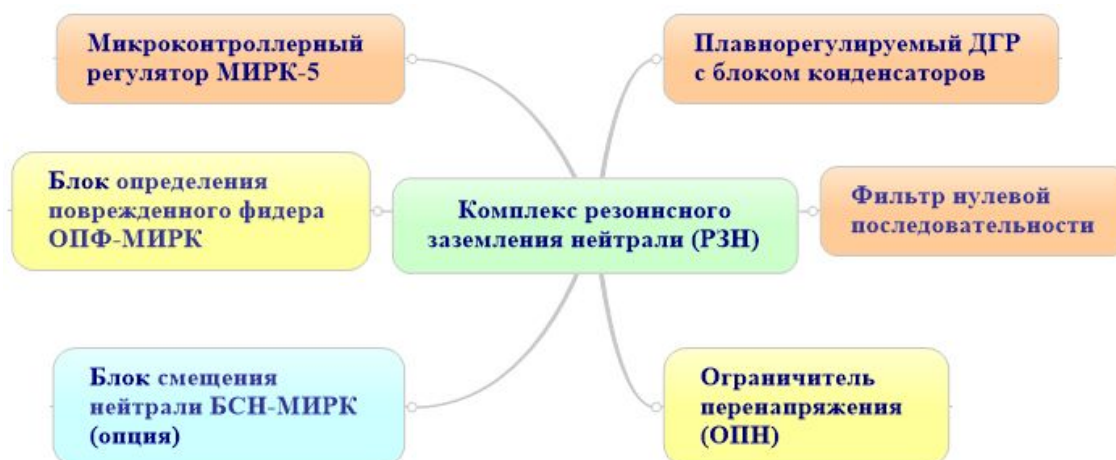 Микроконтроллерный
регулятор МИРК-5
Плавнорегулируемый ДГР
с блоком конденсаторов
Блок определения
поврежденного фидера
ОПФ-МИРК
Комплекс резоннсного
заземления нейтрали (РЗН)
Фильтр нулевой
последовательности
Блок смещения
нейтрали БСН-МИРК
(опция)
Ограничитель
перенапряжения
(ОПН)